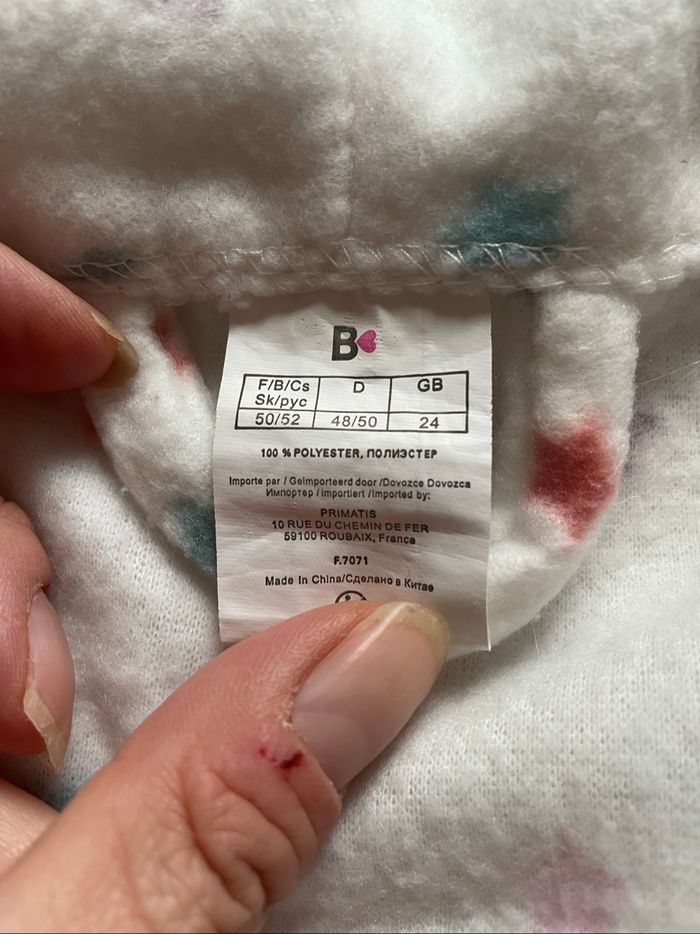 B
F/B/Cs D GB
Sk/рус
50/52 48/50 24
100 % POLYESTER, ПОЛИЭСТЕР
Importe par / Geïmporteerd door /Dovozce Dovozca
Импортер / importiert /Imported by:
PRIMATIS
10 RUE DU CHEMIN DE FER
59100 ROUBAIX, France
F.7071
Made in China/Сделано в Китае